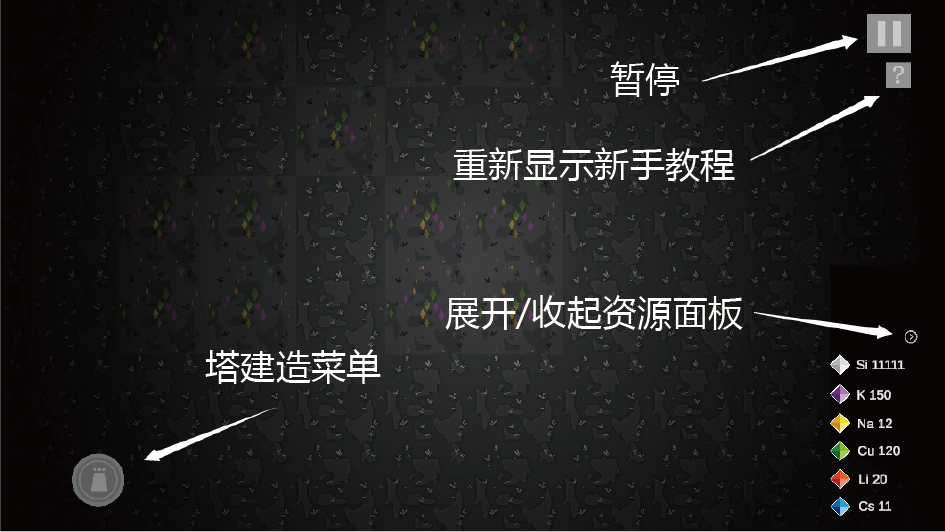 暂停
?
重新显示新手教程
展开/收起资源面板
塔建造菜单
Si 11111
K 150
Na 12
Cu 120
Li 20
Cs 11